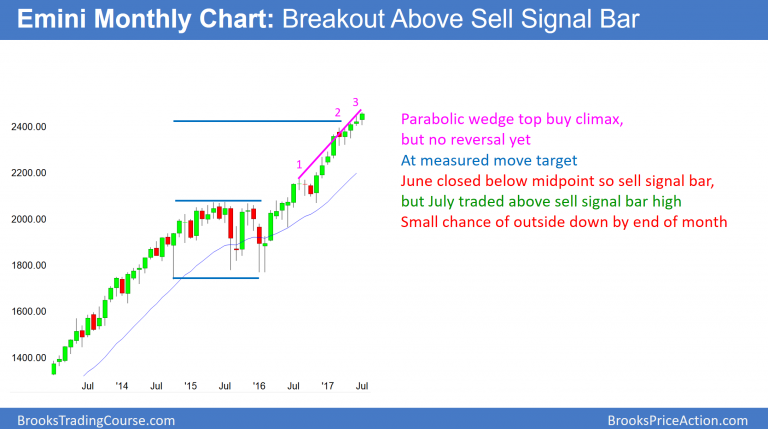 Emini Monthly Chart: Breakout Above Sell Signal Bar
3
2
1
2400.00
2200.00
2000.00
1800.00
1600.00
1400.00
Jul '14 Jul '15 Jul '16 Jul '17 Jul
Parabolic wedge top buy climax,
but no reversal yet
At measured move target
June closed below midpoint so sell signal bar,
but July traded above sell signal bar high
Small chance of outside down by end of month
BrooksTradingCourse.com
BrooksPriceAction.com